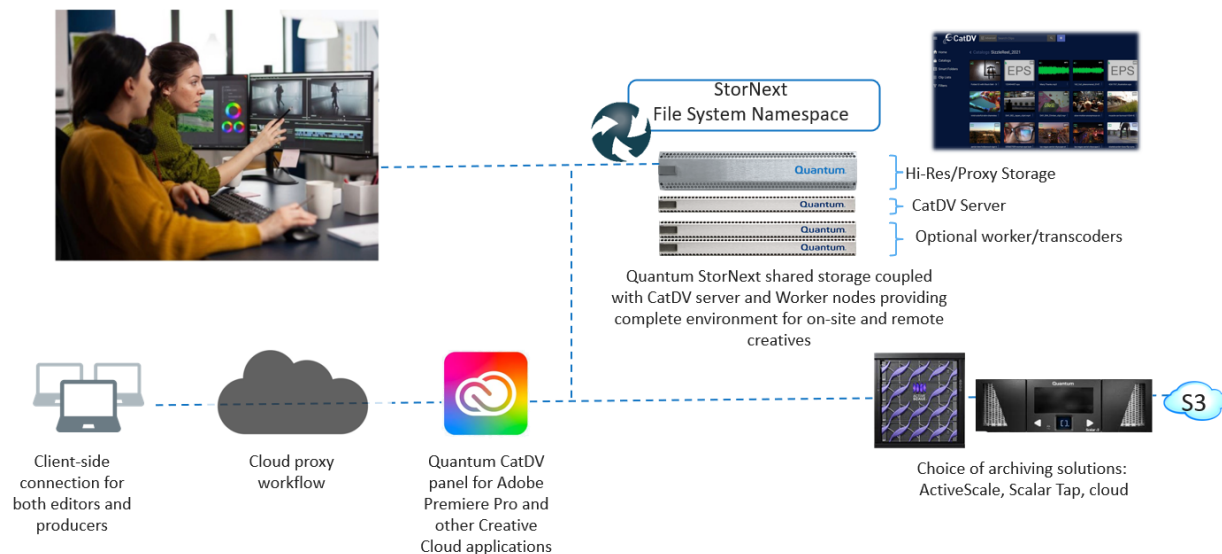 StorNext
File System Namespace
CatDV
Quantum
Hi-Res/Proxy Storage
Quantum
CatDV Server
Quantum
Quantum
Optional worker/transcoders
Quantum StorNext shared storage coupled
with CatDV server and Worker nodes providing
complete environment for on-site and remote
creatives
EPS
EPS
Quantum
S3
Client-side
connection for
both editors and
producers
Cloud proxy
workflow
Quantum CatDV
panel for Adobe
Premiere Pro and
other Creative
Cloud applications
Choice of archiving solutions:
ActiveScale, Scalar Tap, cloud